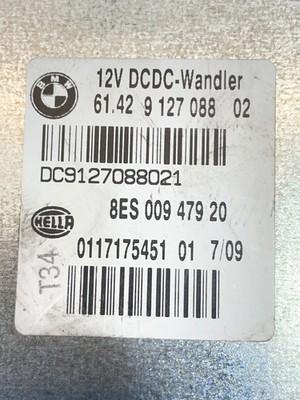 BMW
12V DCDC-Wandler
61.42 9 127 088 02
DC9127088021
HELLA
8ES 009 479 20
T34
0117175451 01 7/09